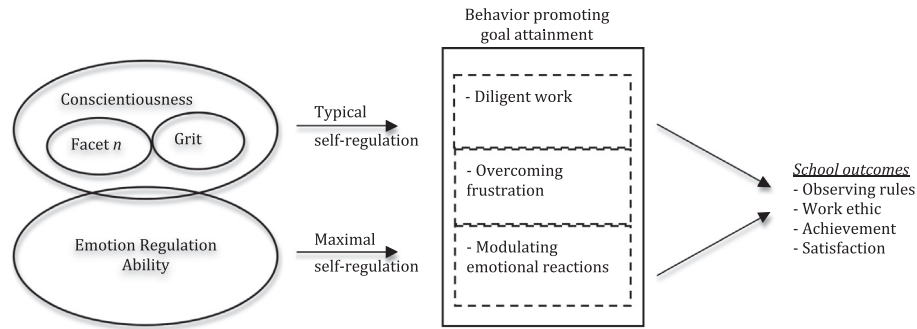 Behavior promoting
goal attainment
Conscientiousness
Facet n
Grit
Typical
self-regulation
- Diligent work
- Overcoming
frustration
Emotion Regulation
Ability
Maximal
self-regulation
- Modulating
emotional reactions
School outcomes
- Observing rules
- Work ethic
- Achievement
- Satisfaction